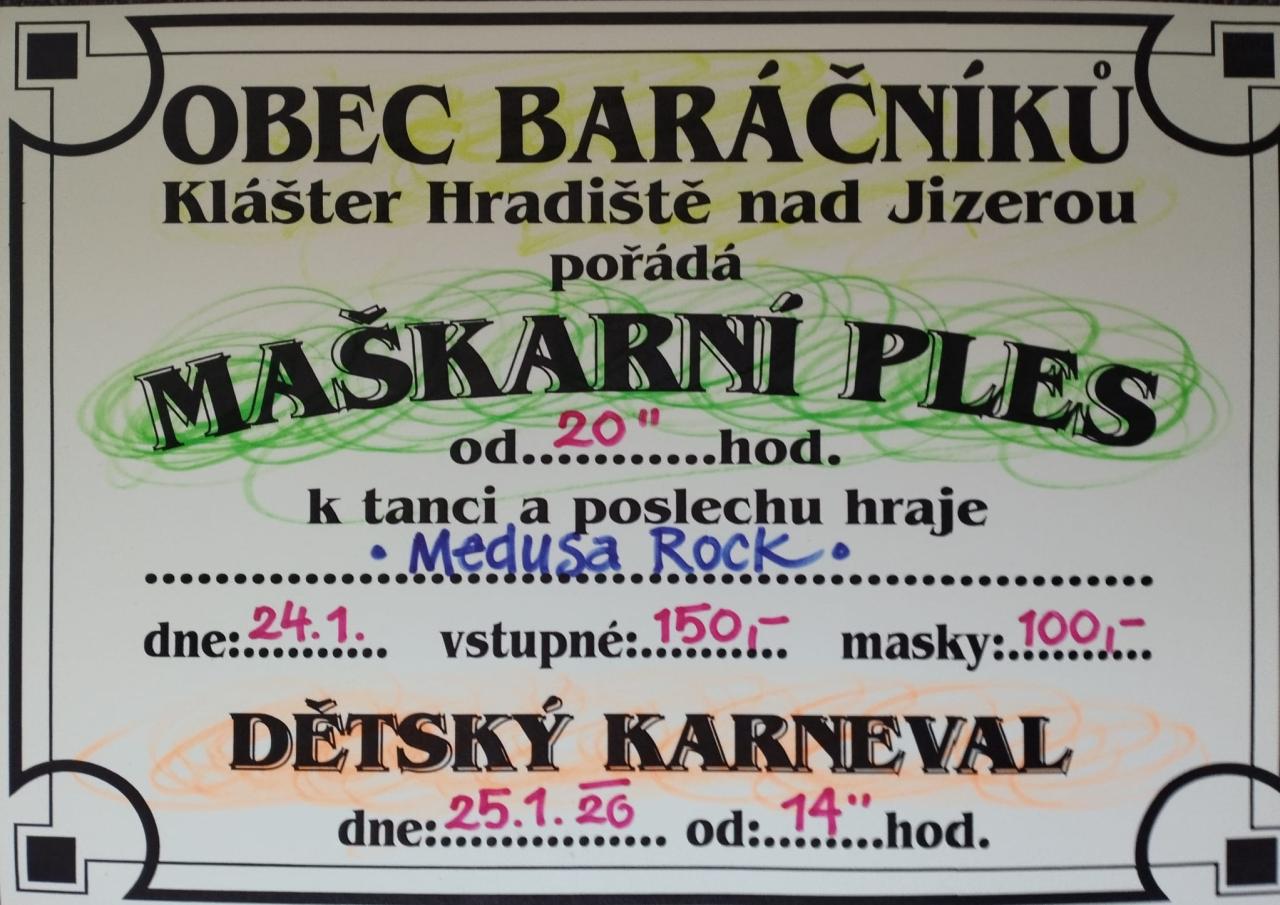 OBEC BARÁČNÍKŮ
Klášter Hradiště nad Jizerou
pořádá
MAŠKARNÍ PLES
od....20"....hod.
k tanci a poslechu hraje
• Medusa Rock •
dne: 24.1. vstupné: 150,- masky: 100,-
DĚTSKÝ KARNEVAL
dne: 25.1. 26 od: 14" hod.